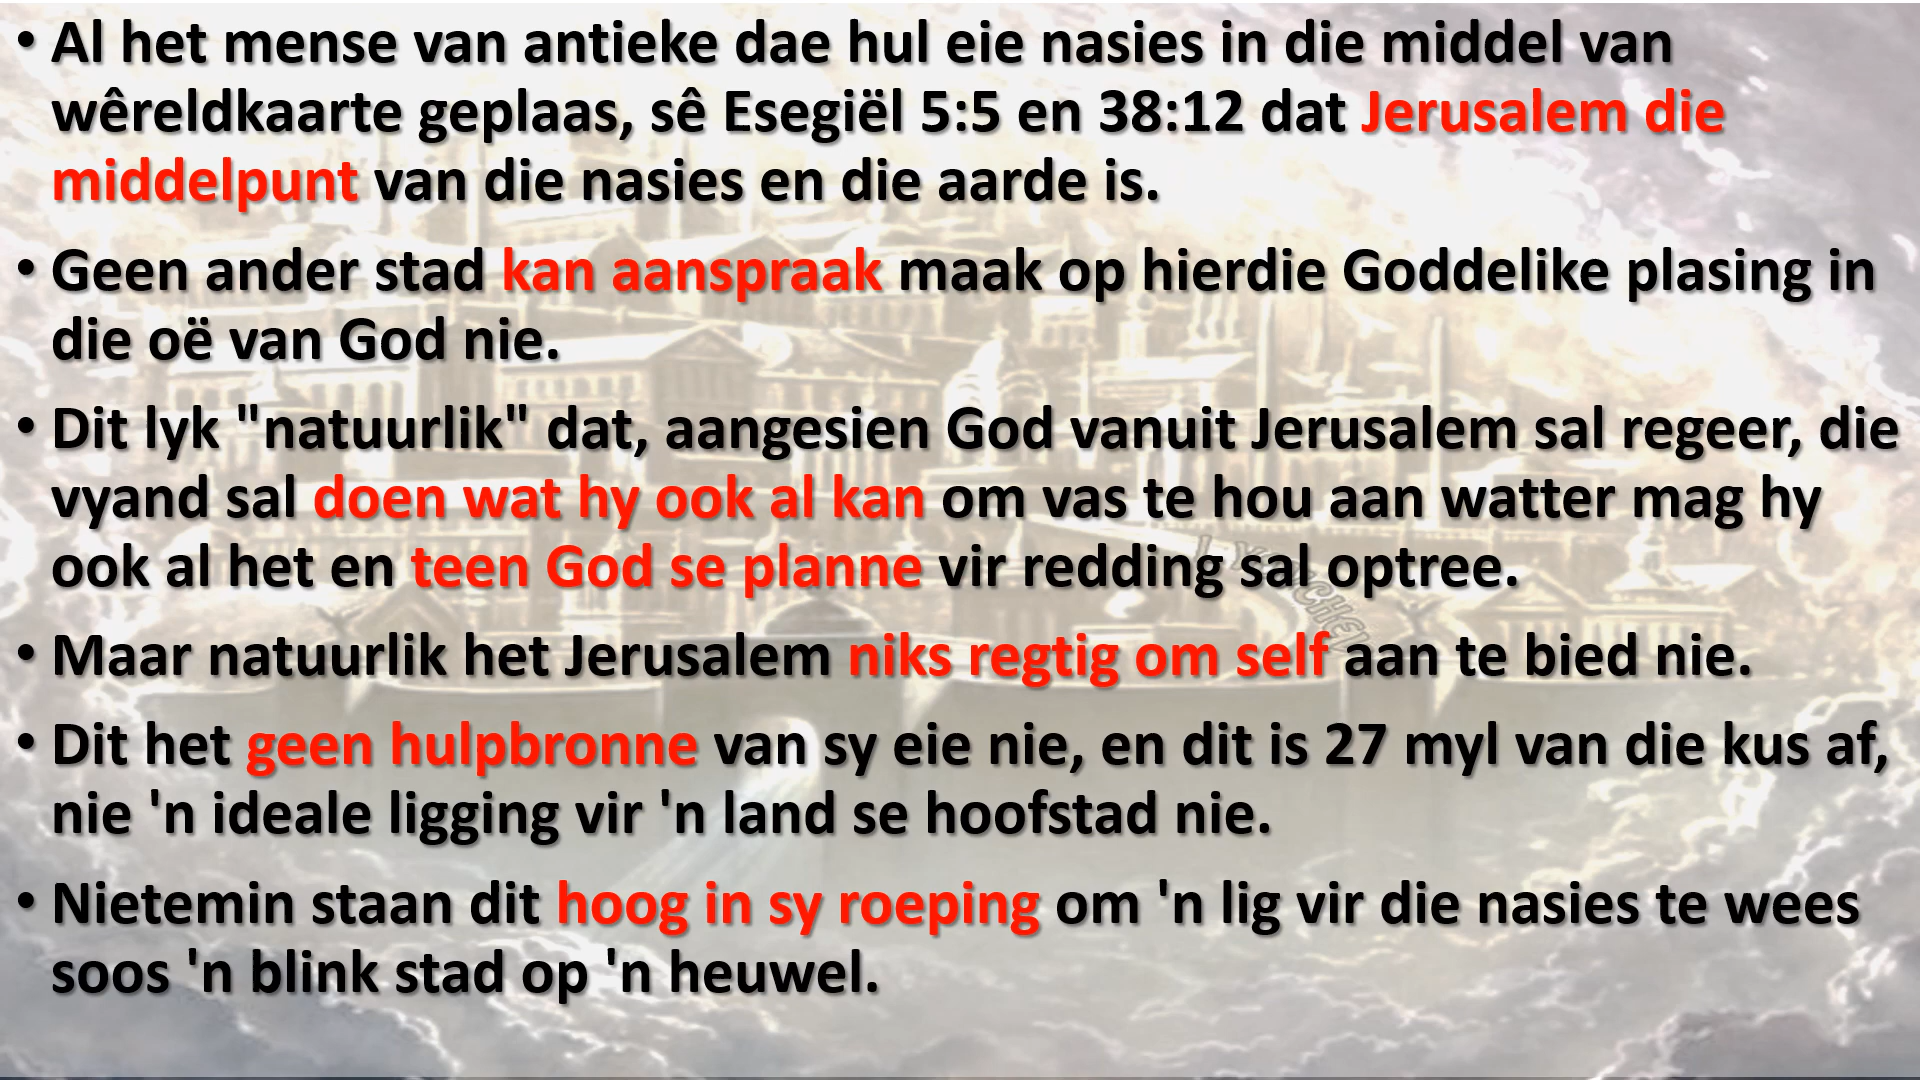 • Al het mense van antieke dae hul eie nasies in die middel van
wêreldkaarte geplaas, sê Esegiël 5:5 en 38:12 dat Jerusalem die
middelpunt van die nasies en die aarde is.
• Geen ander stad kan aanspraak maak op hierdie Goddelike plasing in
die oë van God nie.
• Dit lyk "natuurlik" dat, aangesien God vanuit Jerusalem sal regeer, die
vyand sal doen wat hy ook al kan om vas te hou aan watter mag hy
ook al het en teen God se planne vir redding sal optree.
• Maar natuurlik het Jerusalem niks regtig om self aan te bied nie.
• Dit het geen hulpbronne van sy eie nie, en dit is 27 myl van die kus af,
nie 'n ideale ligging vir 'n land se hoofstad nie.
• Nietemin staan dit hoog in sy roeping om 'n lig vir die nasies te wees
soos 'n blink stad op 'n heuwel.